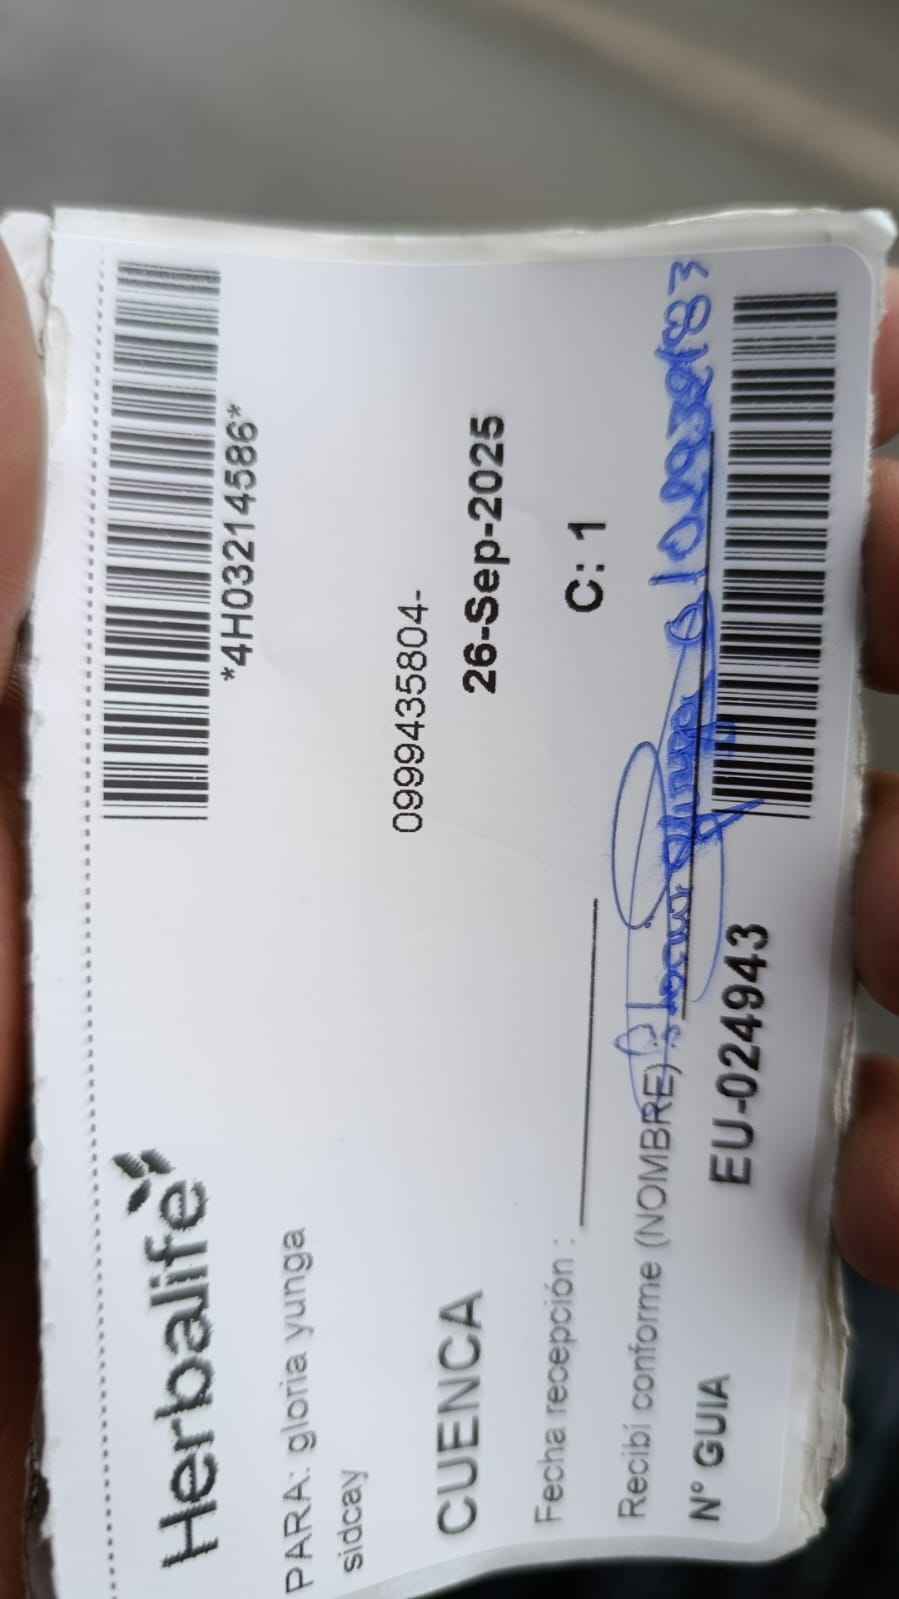 Herbalife
*4H03214586*
PARA: gloria yunga
sidcay
0999435804-
CUENCA
26-Sep-2025
Fecha recepción :
C: 1
Recibí conforme (NOMBRE)
Nº GUIA
EU-024943